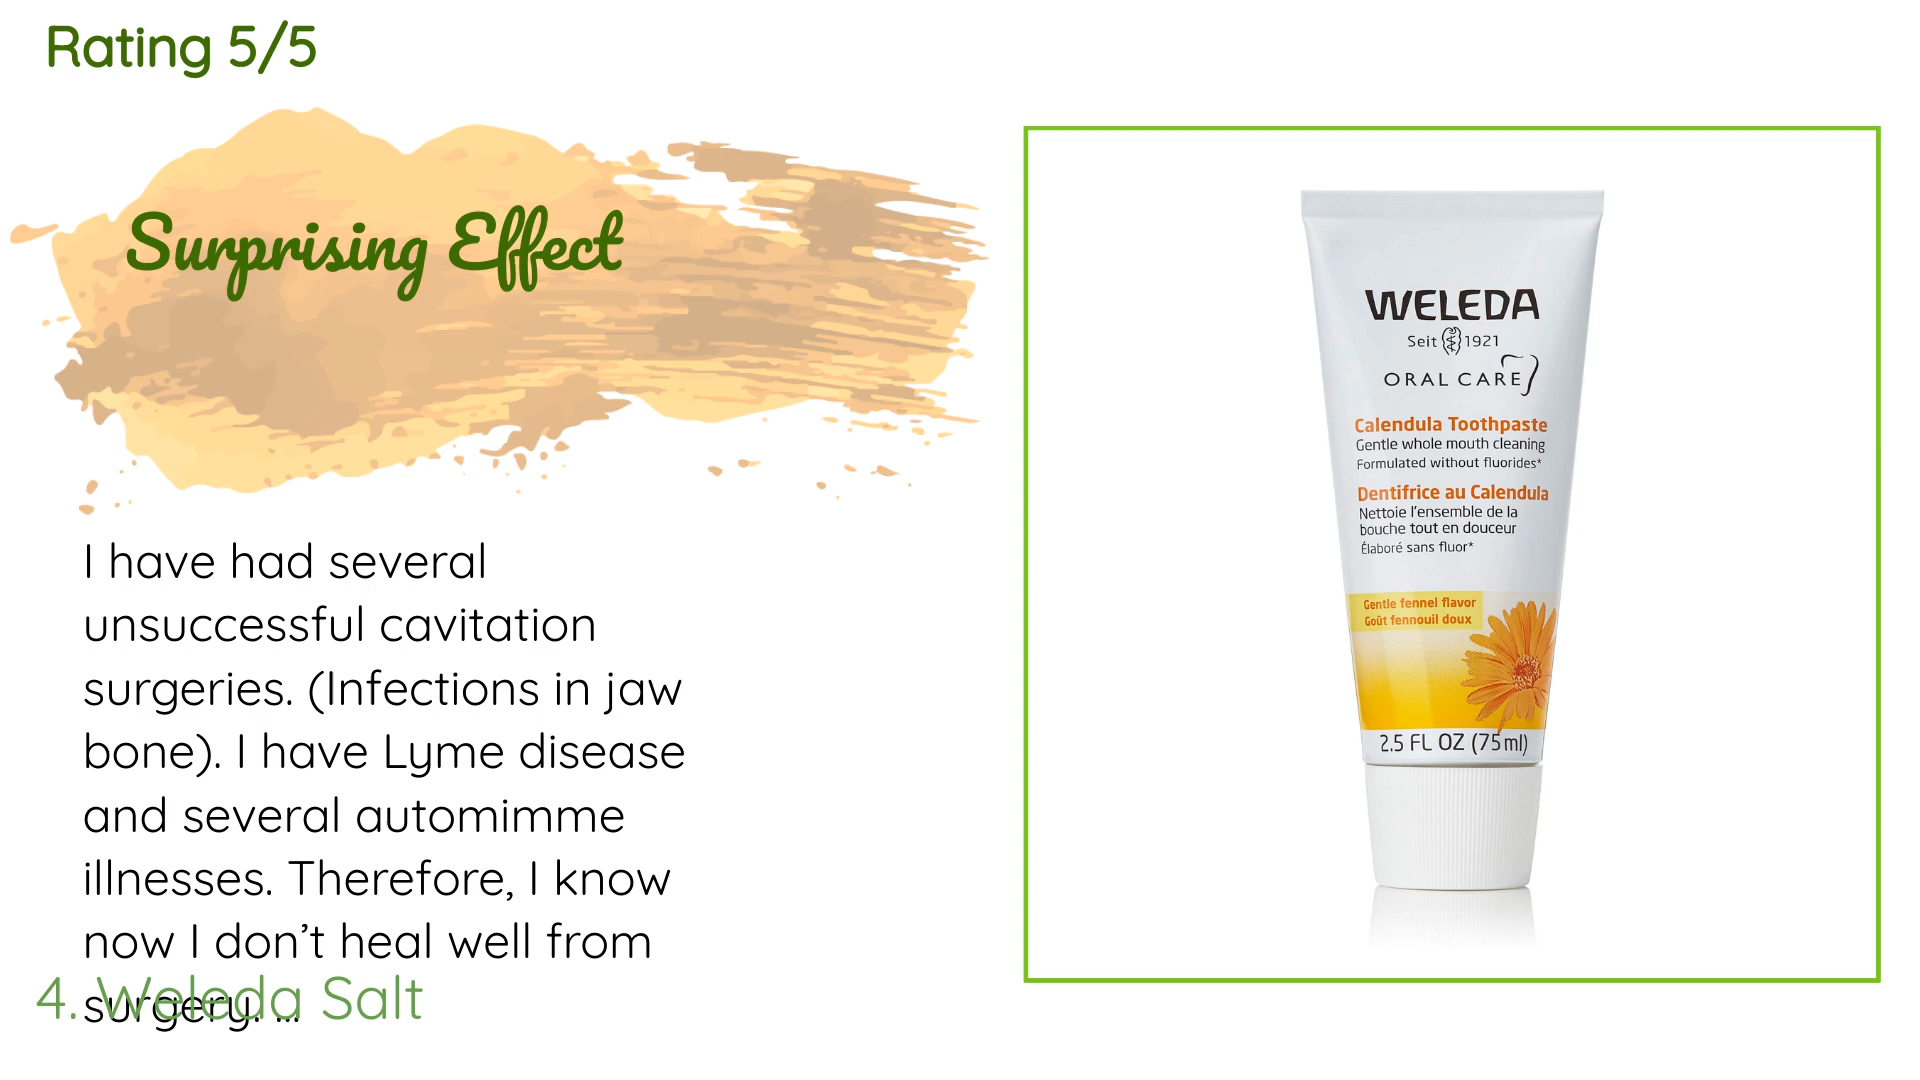 Rating 5/5
Surprising Effect
I have had several
unsuccessful cavitation
surgeries. (Infections in jaw
bone). I have Lyme disease
and several automimme
illnesses. Therefore, I know
now I don’t heal well from
surgery. ...
4. Weleda Salt
WELEDA
Seit 1921
ORAL CARE
Calendula Toothpaste
Gentle whole mouth cleaning
Formulated without fluorides*
Dentifrice au Calendula
Nettoie l'ensemble de la
bouche tout en douceur
Élaboré sans fluor*
Gentle fennel flavor
Goût fennouil doux
2.5 FL OZ (75 ml)